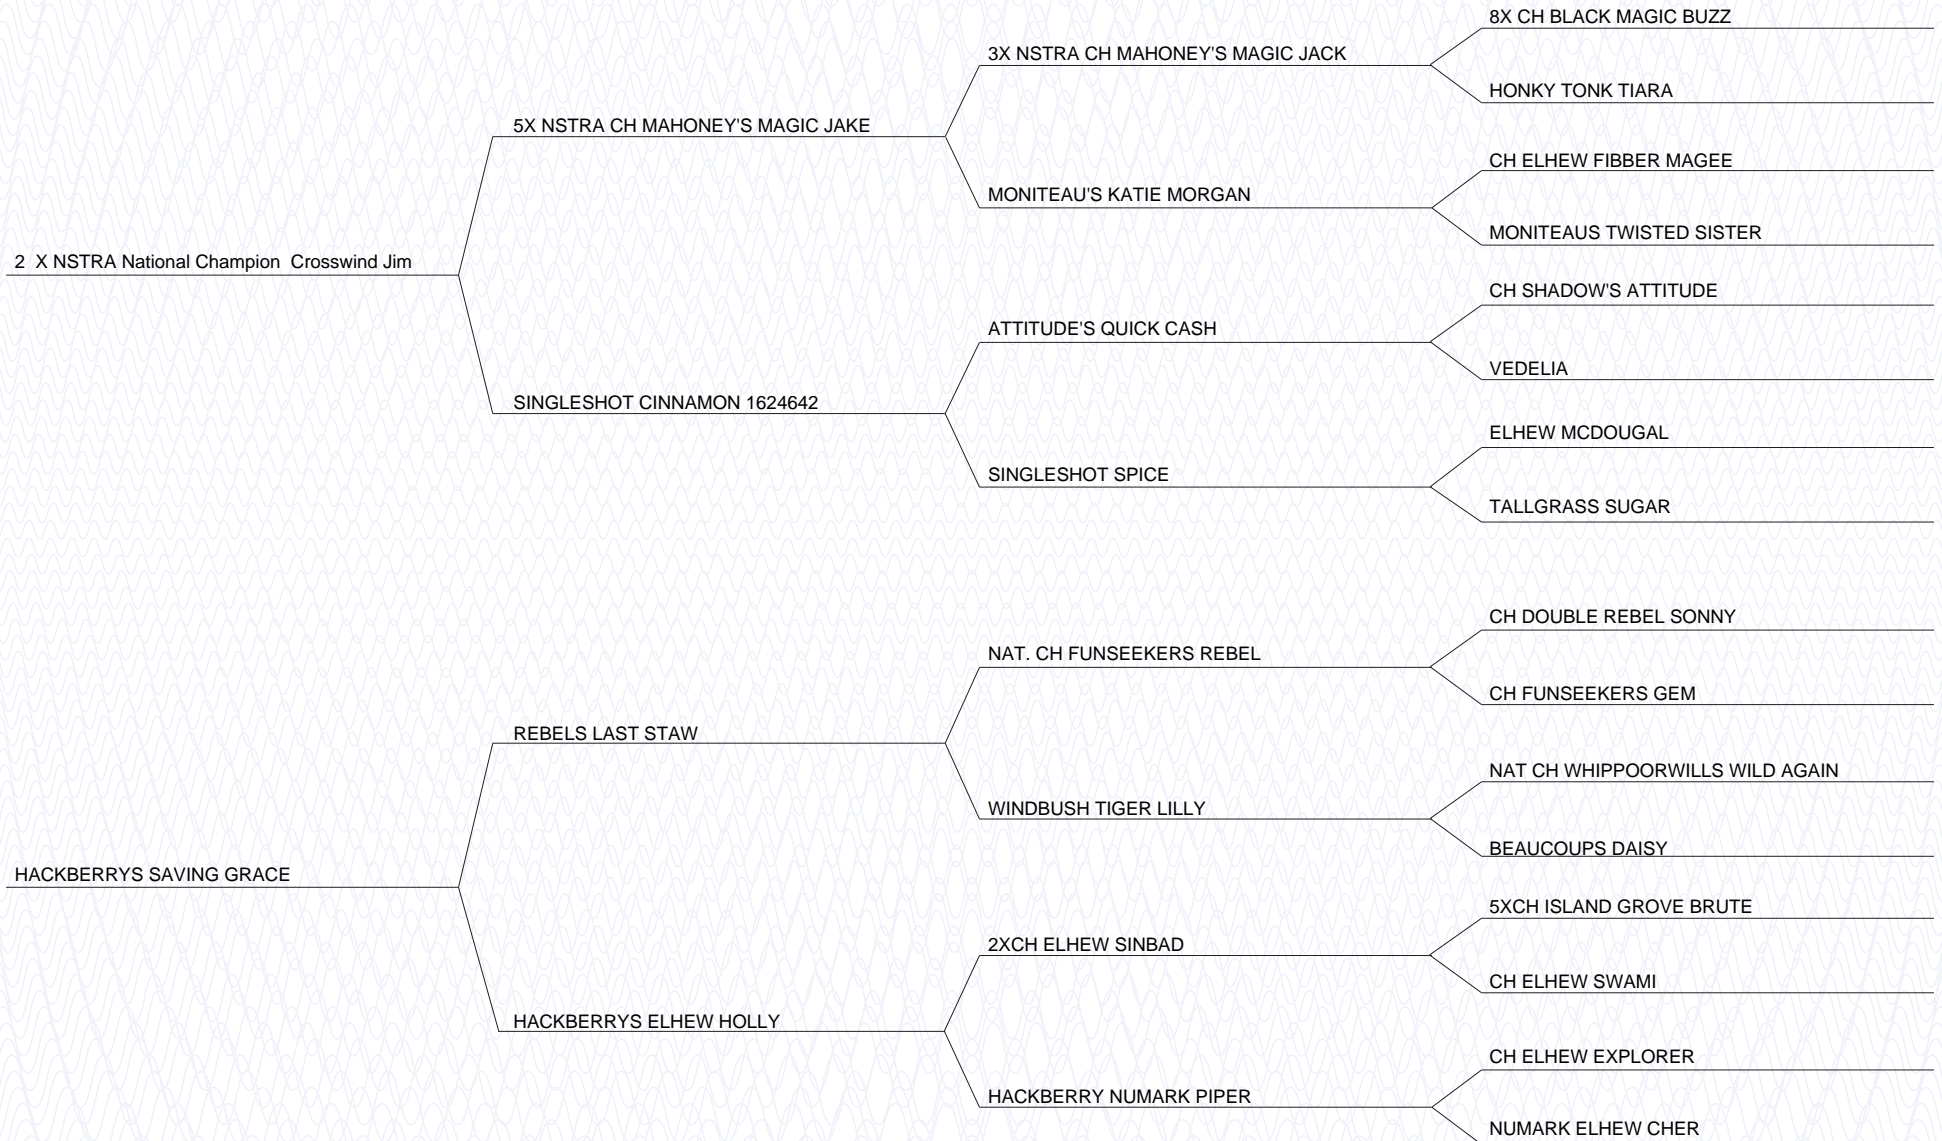 8X CH BLACK MAGIC BUZZ
3X NSTRA CH MAHONEY'S MAGIC JACK
HONKY TONK TIARA
5X NSTRA CH MAHONEY'S MAGIC JAKE
CH ELHEW FIBBER MAGEE
MONITEAU'S KATIE MORGAN
MONITEAUS TWISTED SISTER
2 X NSTRA National Champion Crosswind Jim
CH SHADOW'S ATTITUDE
ATTITUDE'S QUICK CASH
VEDELIA
SINGLESHOT CINNAMON 1624642
ELHEW MCDOUGAL
SINGLESHOT SPICE
TALLGRASS SUGAR
CH DOUBLE REBEL SONNY
NAT. CH FUNSEEKERS REBEL
CH FUNSEEKERS GEM
REBELS LAST STAW
NAT CH WHIPPOORWILLS WILD AGAIN
WINDBUSH TIGER LILLY
BEAUCOUPS DAISY
HACKBERRYS SAVING GRACE
5XCH ISLAND GROVE BRUTE
2XCH ELHEW SINBAD
CH ELHEW SWAMI
HACKBERRYS ELHEW HOLLY
CH ELHEW EXPLORER
HACKBERRY NUMARK PIPER
NUMARK ELHEW CHER